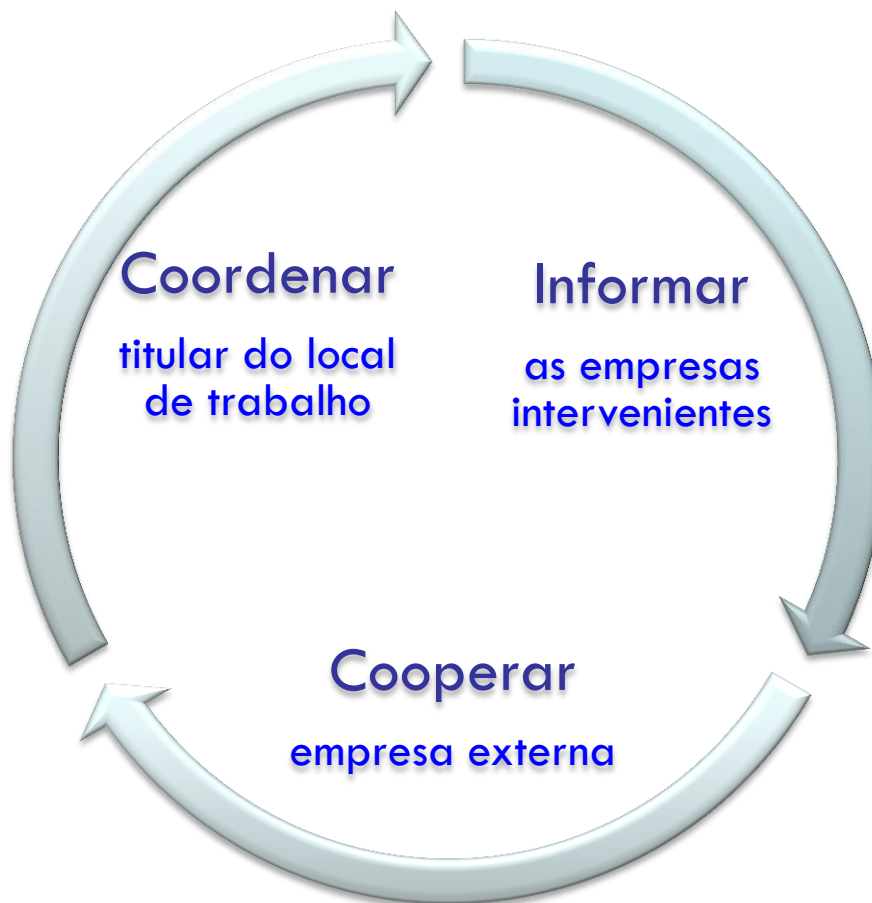 Coordenar
titular do local
de trabalho
Informar
as empresas
intervenientes
Cooperar
empresa externa